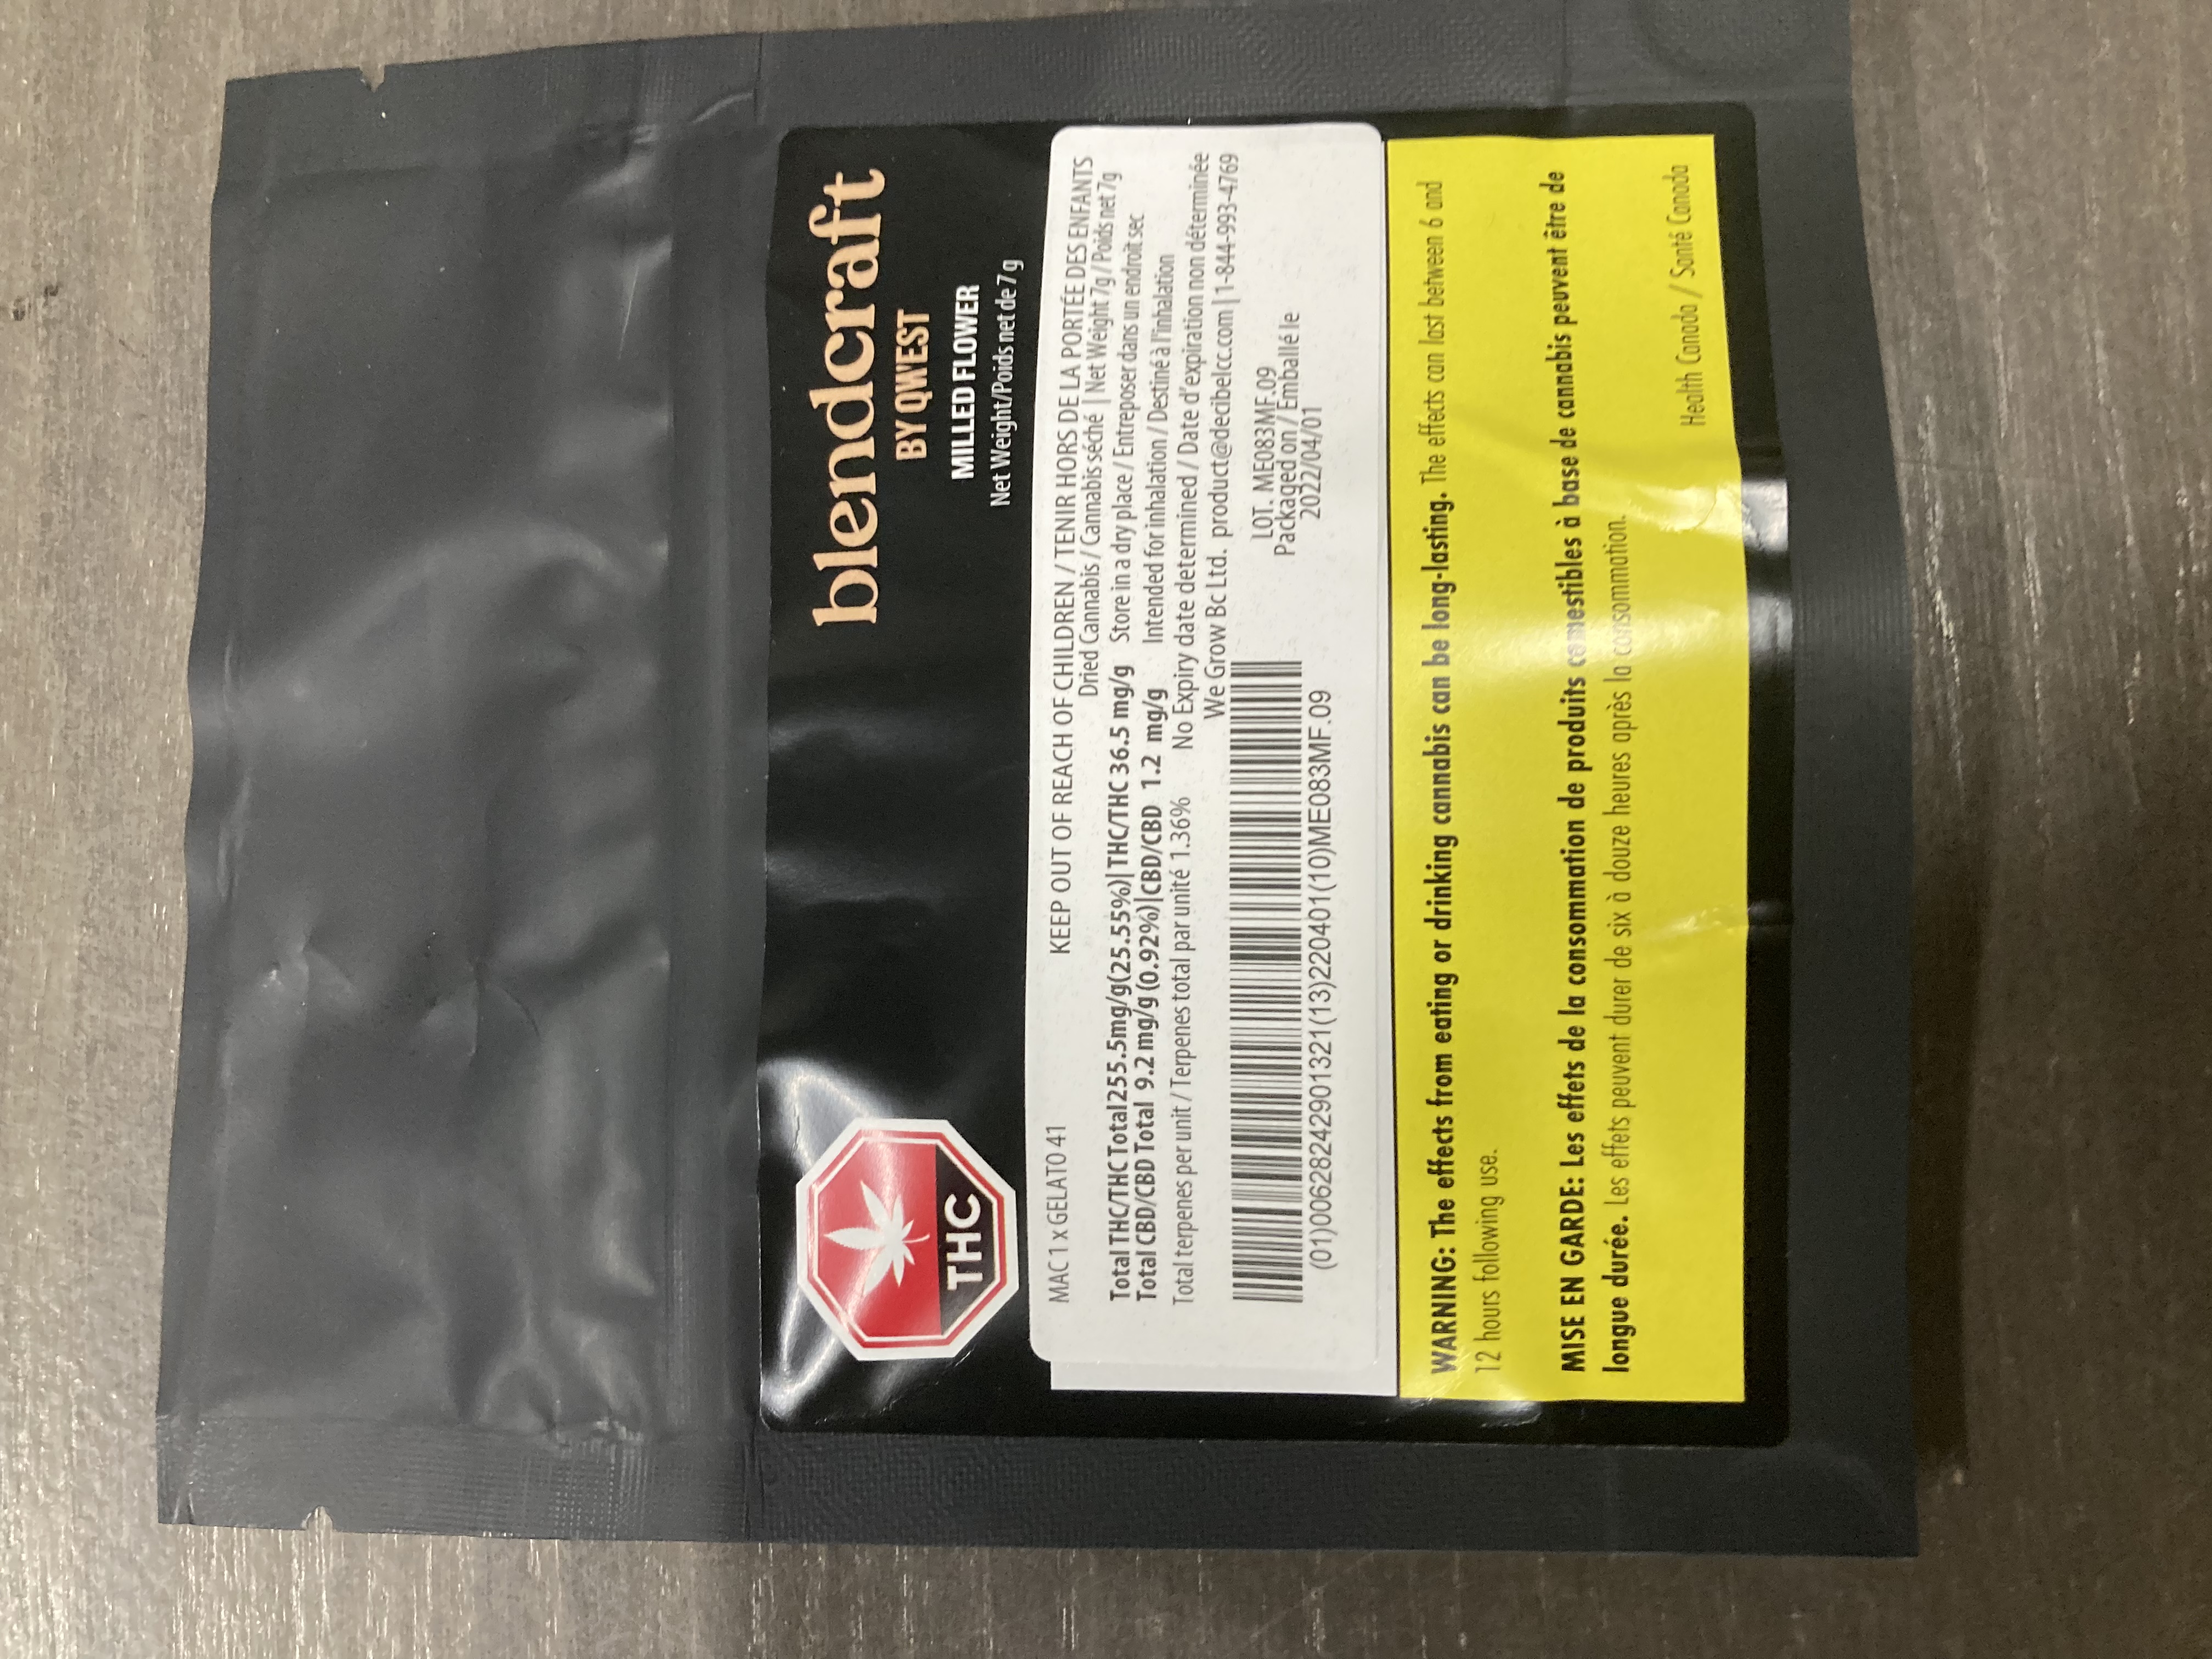 THC
blendcraft
BY QWEST
MILLED FLOWER
Net Weight/Poids net de 7 g
MAC 1 x GELATO 41
KEEP OUT OF REACH OF CHILDREN / TENIR HORS DE LA PORTÉE DES ENFANTS
Dried Cannabis / Cannabis séché | Net Weight 7g / Poids net 7g
Total THC/THC Total 255.5mg/g(25.55%)| THC/THC 36.5 mg/g
Store in a dry place / Entreposer dans un endroit sec
Total CBD/CBD Total 9.2 mg/g (0.92%)|CBD/CBD 1.2 mg/g
Intended for inhalation / Destiné à l'inhalation
Total terpenes per unit / Terpenes total par unité 1.36%
No Expiry date determined / Date d'expiration non déterminée
We Grow Bc Ltd. product@decibelcc.com | 1-844-993-4769
LOT. ME083MF.09
Packaged on / Emballé le
2022/04/01
(01)00628242901321(13)220401(10)ME083MF.09
WARNING: The effects from eating or drinking cannabis can be long-lasting. The effects can last between 6 and
12 hours following use.
MISE EN GARDE: Les effets de la consommation de produits comestibles à base de cannabis peuvent être de
longue durée. Les effets peuvent durer de six à douze heures après la consommation.
Health Canada / Santé Canada